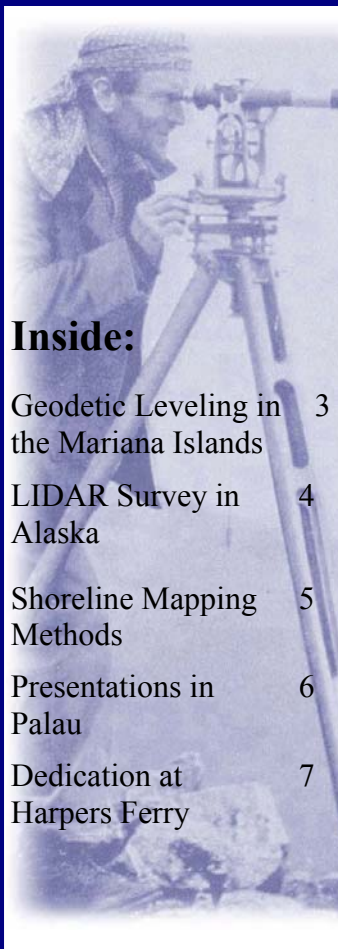 Inside:
Geodetic Leveling in 3
the Mariana Islands
LIDAR Survey in 4
Alaska
Shoreline Mapping 5
Methods
Presentations in 6
Palau
Dedication at 7
Harpers Ferry